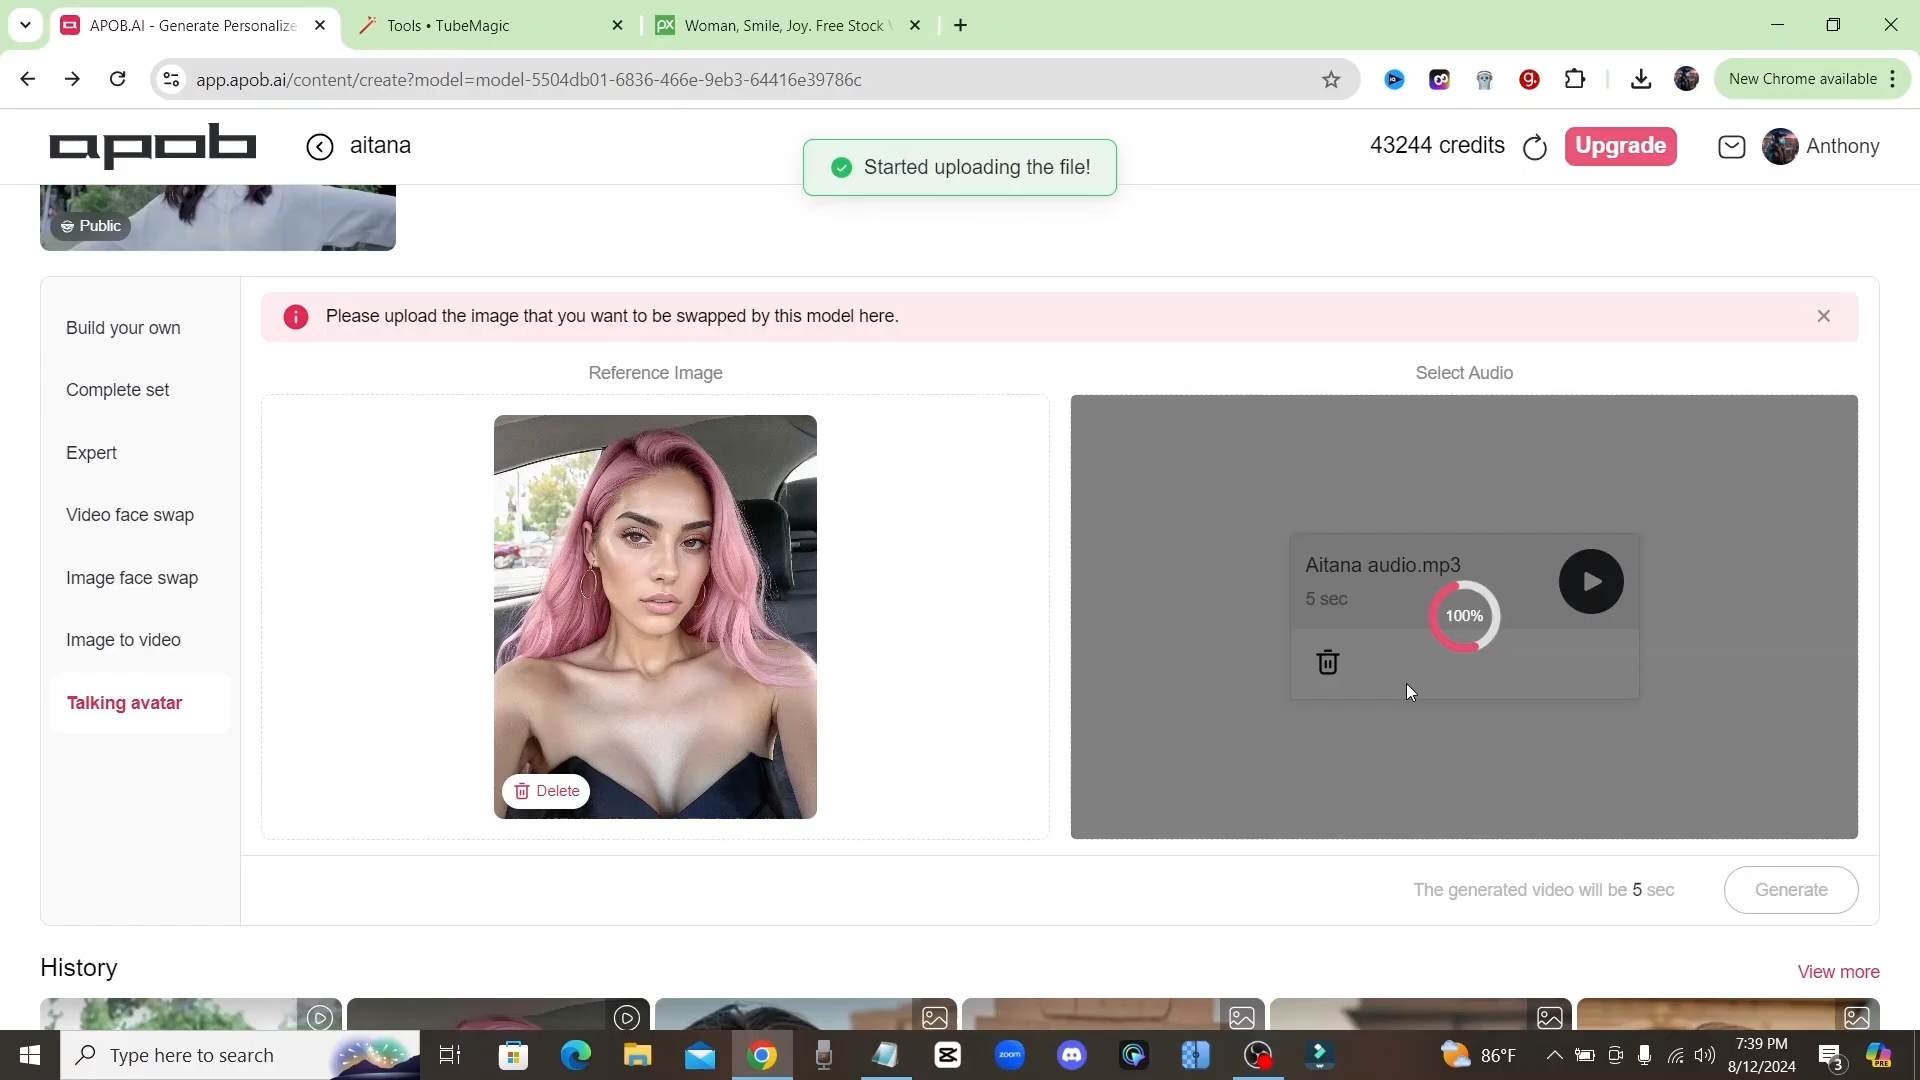 APOB.AI - Generate Personalize
Tools • TubeMagic
Woman, Smile, Joy. Free Stock
app.apob.ai/content/create?model=model-5504db01-6836-466e-9eb3-64416e39786c
New Chrome available
apob
aitana
Started uploading the file!
43244 credits
Upgrade
Anthony
Public
Build your own
Complete set
Expert
Video face swap
Image face swap
Image to video
Talking avatar
Please upload the image that you want to be swapped by this model here.
Reference Image
Select Audio
Delete
Aitana audio.mp3
5 sec
100%
The generated video will be 5 sec
Generate
History
View more
Type here to search
zoom
86°F
7:39 PM
8/12/2024
3
PRE